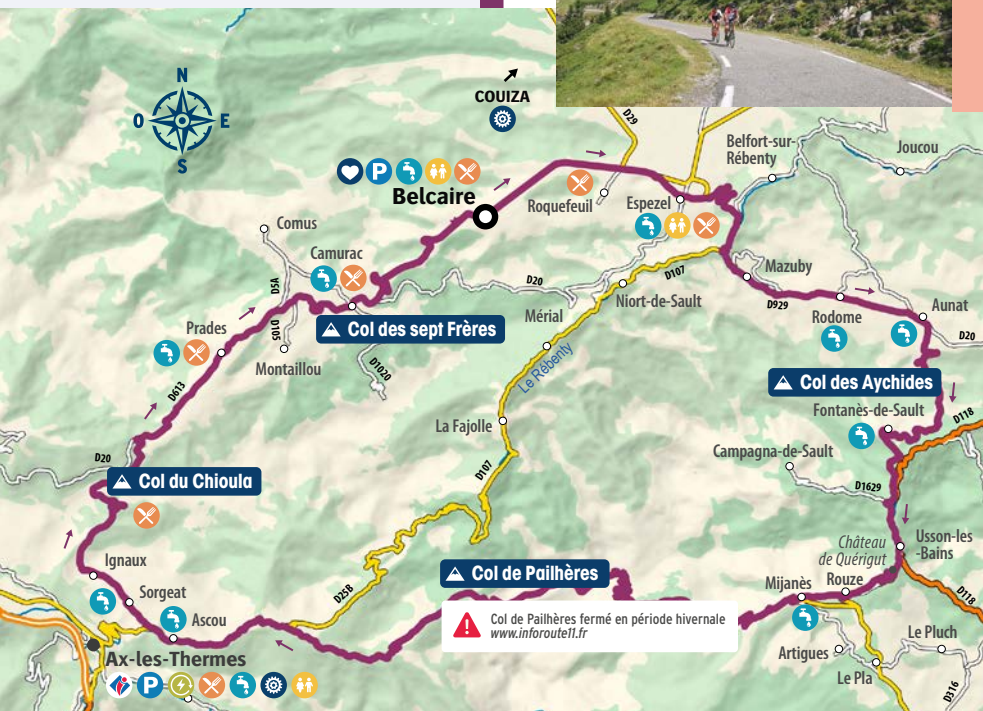 N
O
E
S
COUIZA
D29
Belfort-sur-
Rébenty
Joucou
P
Belcaire
Roquefeuil
Espezel
Comus
Camurac
D5A
D105
D20
D107
Mazuby
Niort-de-Sault
D929
Rodome
Aunat
D20
Mérial
Le Rébenty
Prades
Col des sept Frères
Montaillou
D1020
D613
Col des Aychides
Fontanès-de-Sault
D118
La Fajolle
Campagna-de-Sault
D20
D107
D1629
Col du Chioula
Château
de Quérigut
Usson-les
-Bains
Ignaux
Col de Pailhères
Mijanès
Rouze
D25B
Sorgeat
D118
Ascou
Col de Pailhères fermé en période hivernale
www.inforoute11.fr
Le Pluch
Artigues
Ax-les-Thermes
Le Pla
P
D316